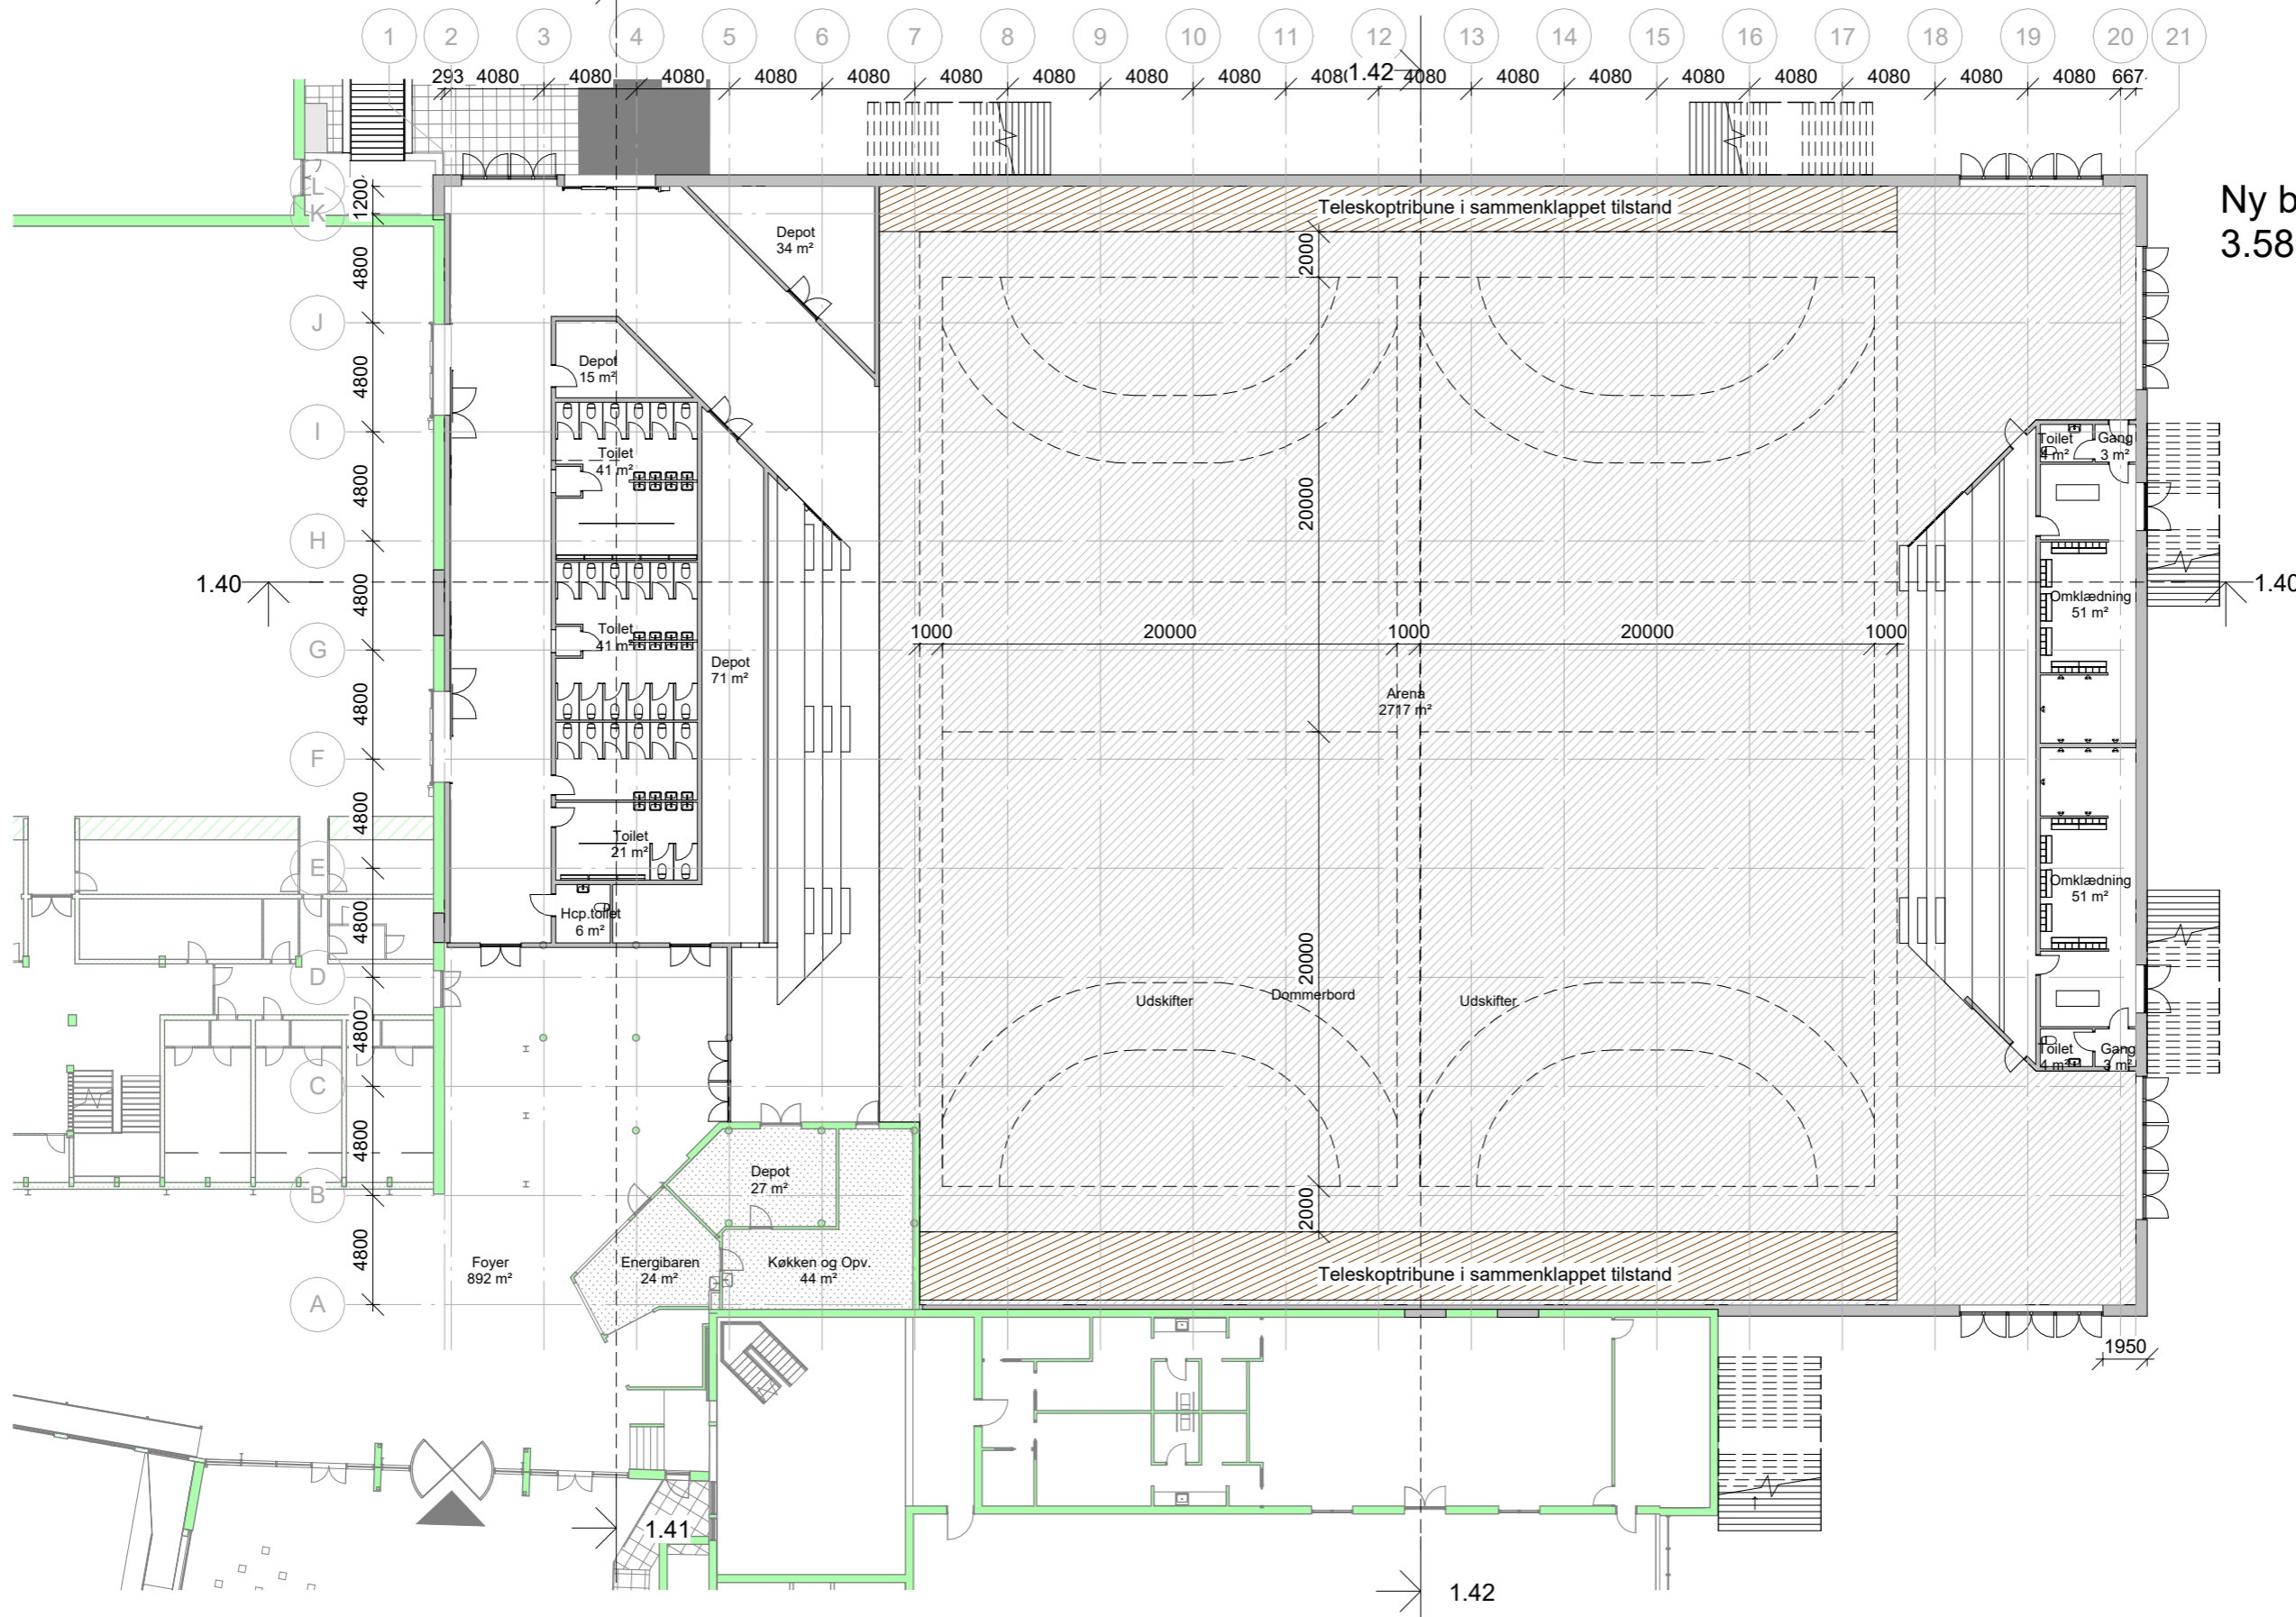 1 2 3 4 5 6 7 8 9 10 11 12 13 14 15 16 17 18 19 20 21
293 4080 4080 4080 4080 4080 4080 4080 4080 4080 408 1.42 4080 4080 4080 4080 4080 4080 4080 4080 667
L
1200
K
4800
J
4800
I
4800
H
4800
G
4800
F
4800
E
4800
D
4800
C
4800
B
4800
A
Ny b
3.58
Teleskoptribune i sammenklappet tilstand
2000
Depot
34 m²
Depot
15 m²
Toilet
41 m²
Toilet
4 m²
Gang
3 m²
20000
1.40
1.40
Omklædning
51 m²
Toilet
41 m²
1000 20000 1000 20000 1000
Depot
71 m²
Arena
2717 m²
Toilet
21 m²
Omklædning
51 m²
Hcp.toilet
6 m²
20000
Udskifter
Dommerbord
Udskifter
Toilet
4 m²
Gang
3 m²
Depot
27 m²
2000
Foyer
892 m²
Energibaren
24 m²
Køkken og Opv.
44 m²
Teleskoptribune i sammenklappet tilstand
1950
1.41
1.42